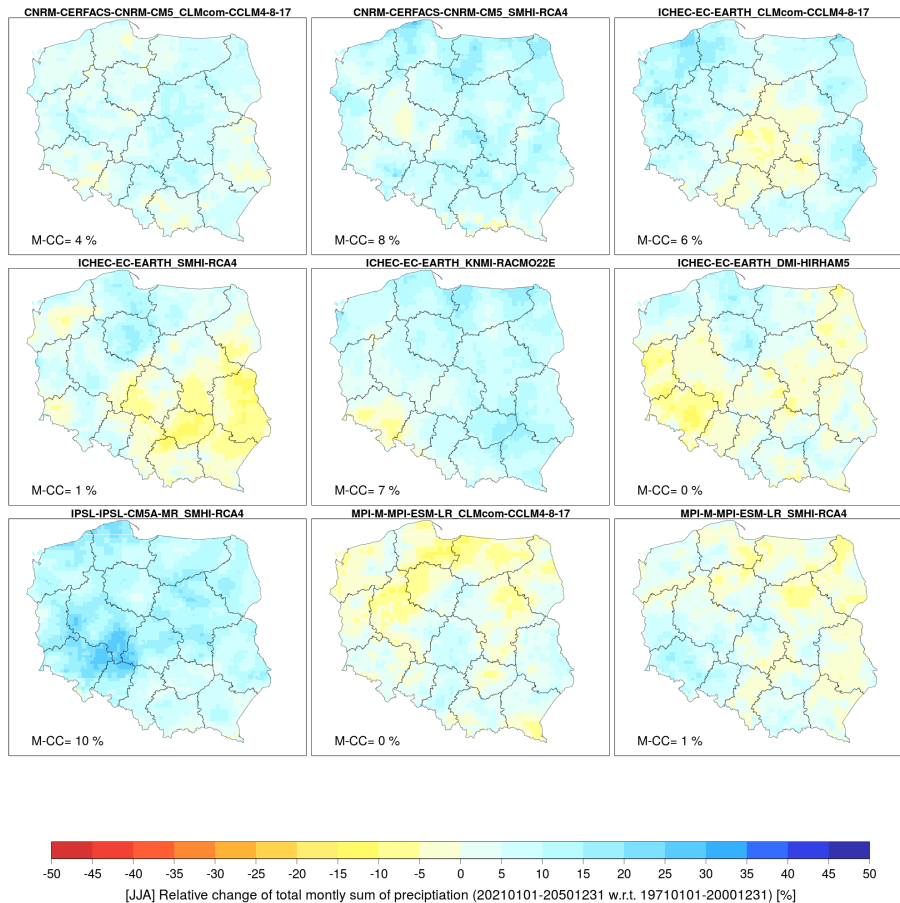 CNRM-CERFACS-CNRM-CM5_CLMcom-CCLM4-8-17
CNRM-CERFACS-CNRM-CM5_SMHI-RCA4
ICHEC-EC-EARTH_CLMcom-CCLM4-8-17
M-CC= 4 %
M-CC= 8 %
M-CC= 6 %
ICHEC-EC-EARTH_SMHI-RCA4
ICHEC-EC-EARTH_KNMI-RACMO22E
ICHEC-EC-EARTH_DMI-HIRHAM5
M-CC= 1 %
M-CC= 7 %
M-CC= 0 %
IPSL-IPSL-CM5A-MR_SMHI-RCA4
MPI-M-MPI-ESM-LR_CLMcom-CCLM4-8-17
MPI-M-MPI-ESM-LR_SMHI-RCA4
M-CC= 10 %
M-CC= 0 %
M-CC= 1 %
-50 -45 -40 -35 -30 -25 -20 -15 -10 -5 0 5 10 15 20 25 30 35 40 45 50
[JJA] Relative change of total montly sum of preciptiation (20210101-20501231 w.r.t. 19710101-20001231) [%]